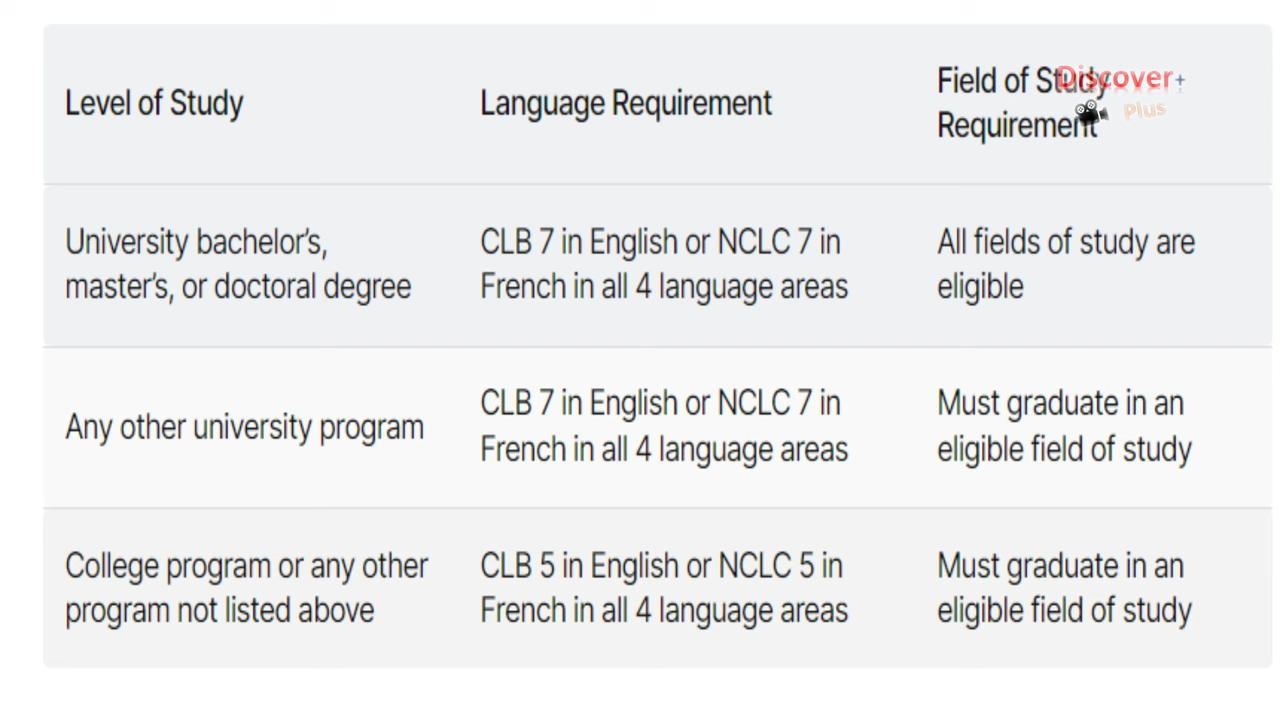 Level of Study
Language Requirement
Field of Study
Requirement
Discover+
Plus
University bachelor’s,
master’s, or doctoral degree
CLB 7 in English or NCLC 7 in
French in all 4 language areas
All fields of study are
eligible
Any other university program
CLB 7 in English or NCLC 7 in
French in all 4 language areas
Must graduate in an
eligible field of study
College program or any other
program not listed above
CLB 5 in English or NCLC 5 in
French in all 4 language areas
Must graduate in an
eligible field of study